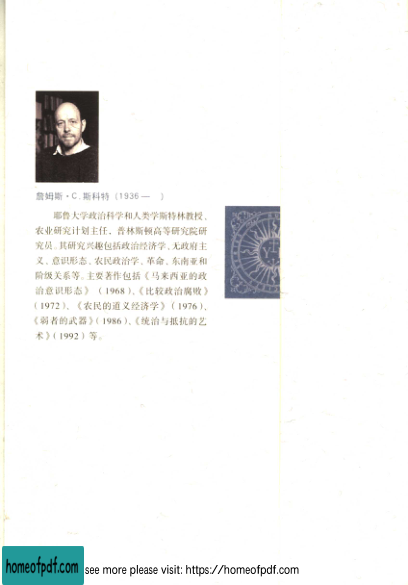 詹姆斯·C.斯科特(1936— )
耶鲁大学政治科学和人类学斯特林教授、
农业研究计划主任，普林斯顿高等研究院研
究员。其研究兴趣包括政治经济学、无政府主
义、意识形态、农民政治学、革命、东南亚和
阶级关系等。主要著作包括《马来西亚的政
治意识形态》（1968）、《比较政治腐败》
（1972）、《农民的道义经济学》（1976）、
《弱者的武器》（1986）、《统治与抵抗的艺
术》（1992）等。
homeofpdf.com see more please visit: https://homeofpdf.com